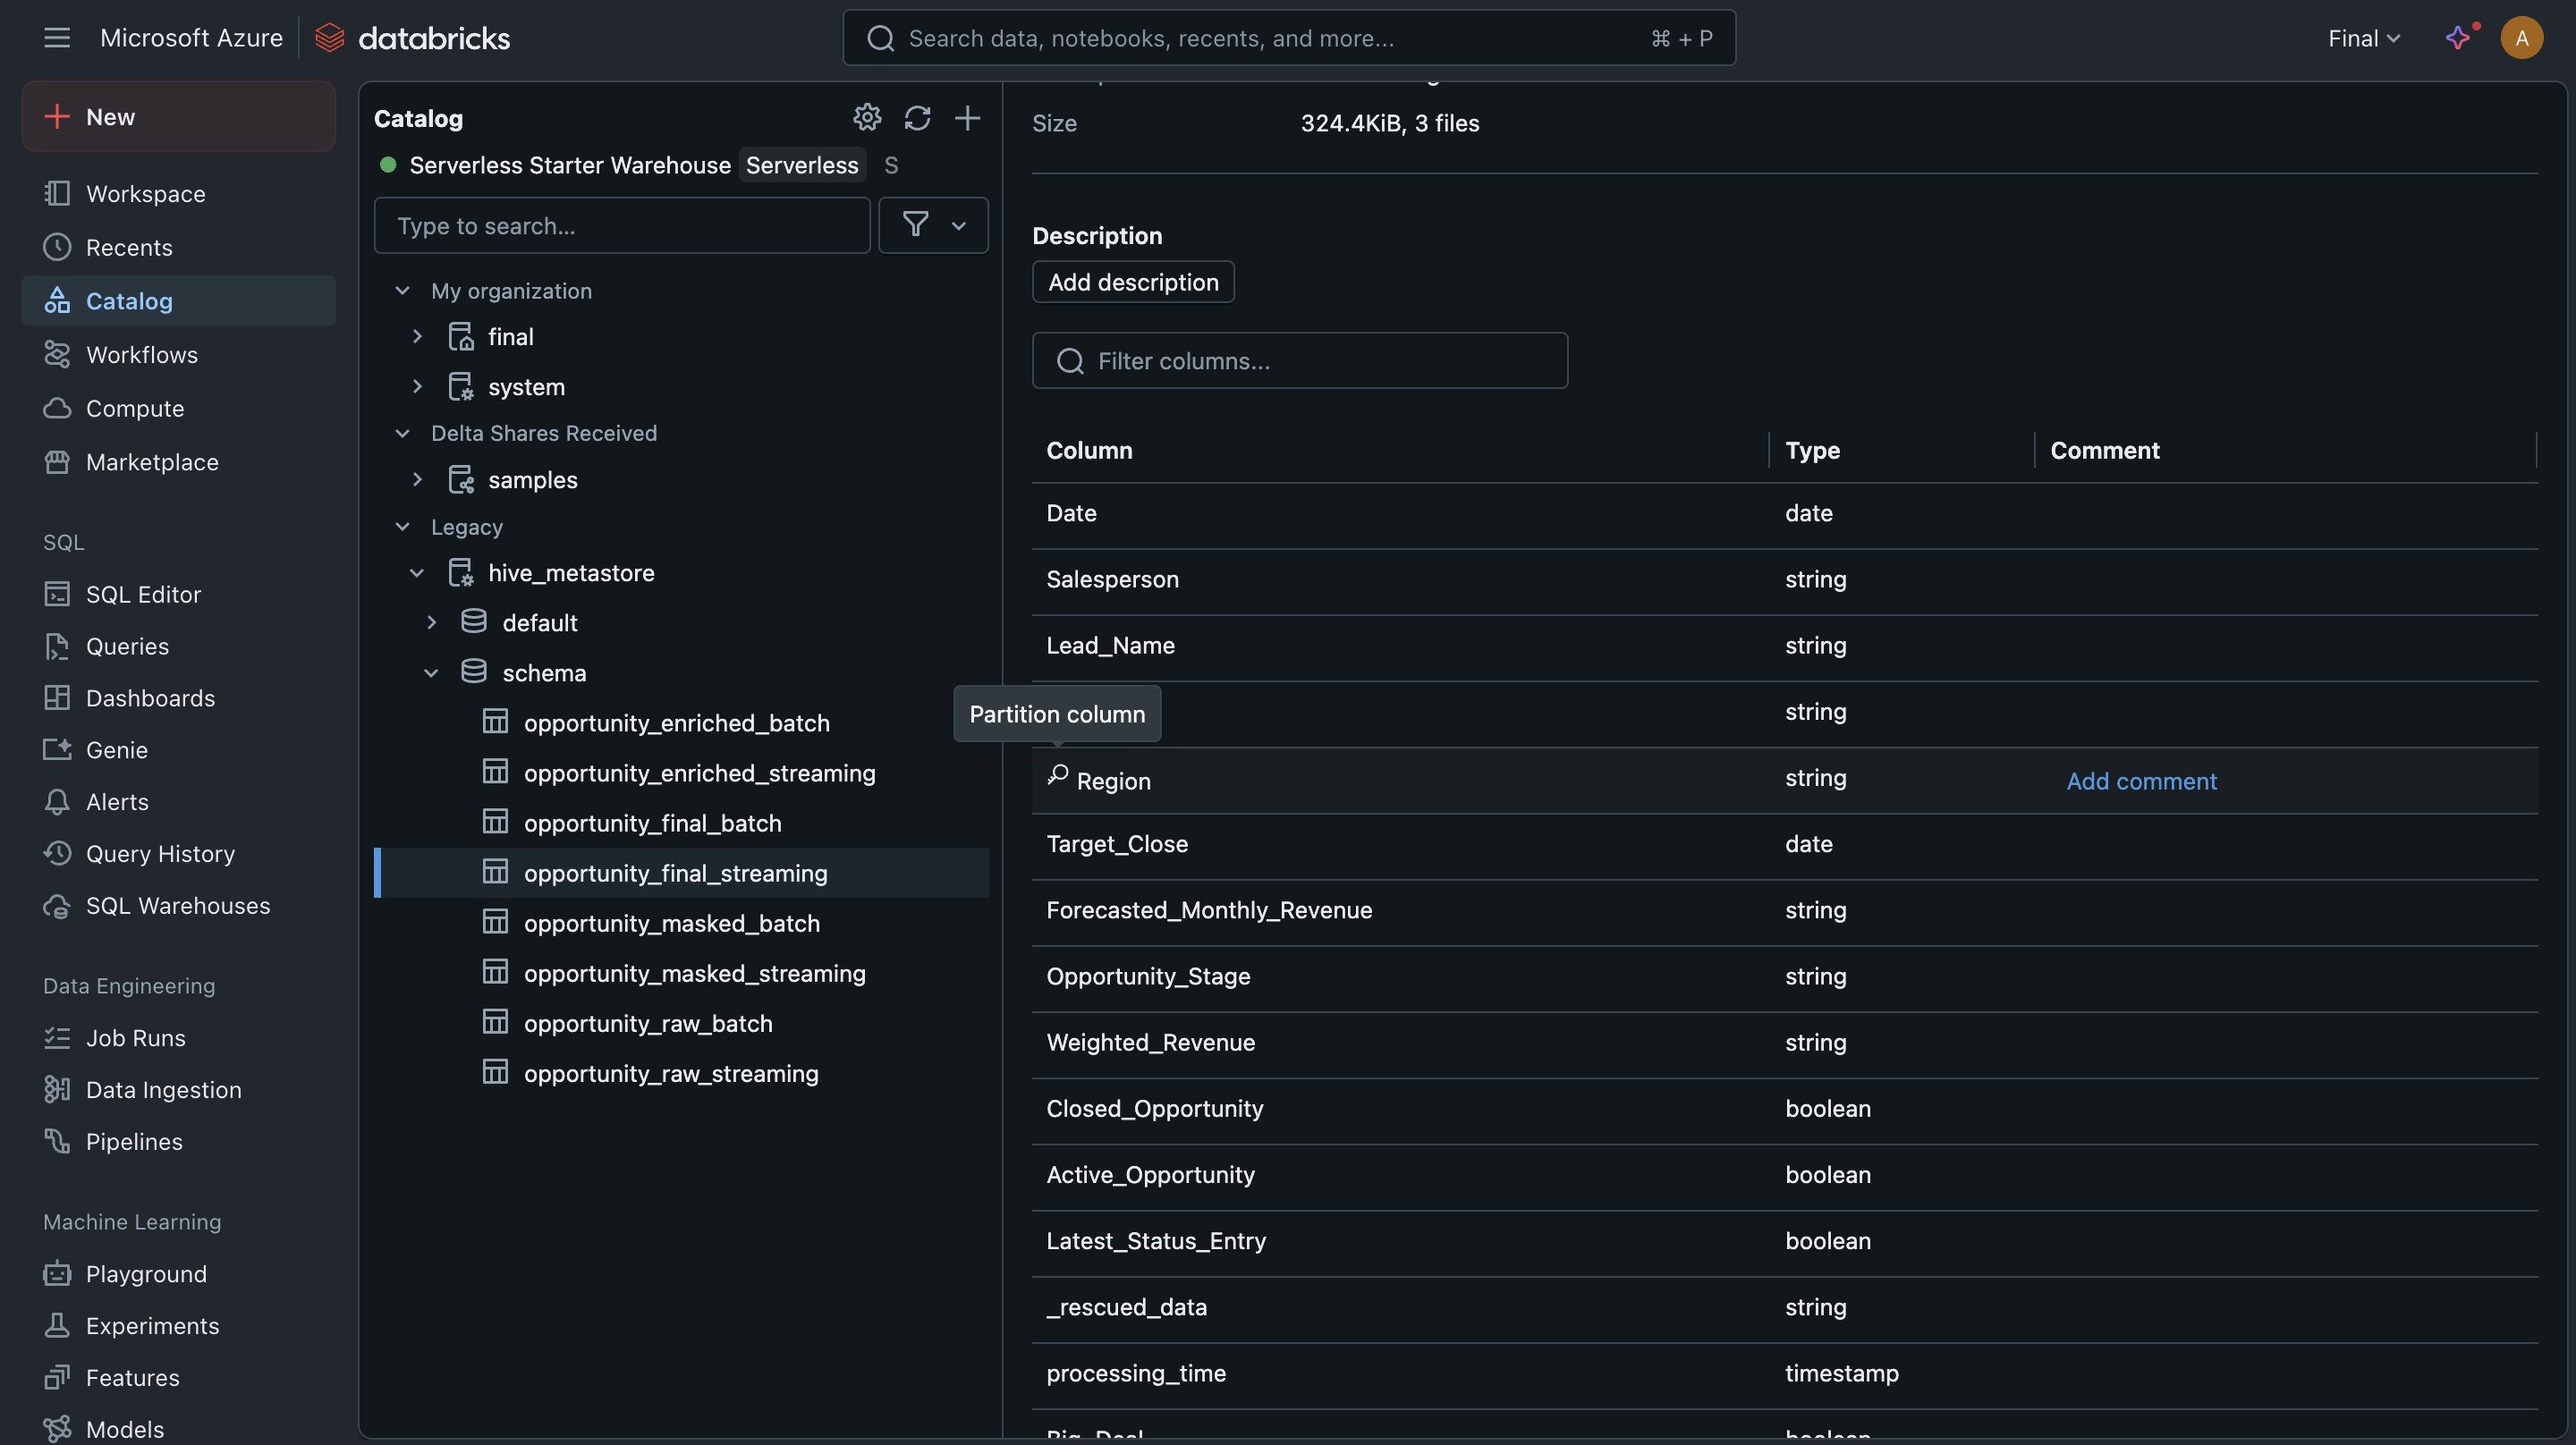 Microsoft Azure
databricks
Search data, notebooks, recents, and more...
⌘ + P
Final
A
New
Workspace
Recents
Catalog
Workflows
Compute
Marketplace
SQL
SQL Editor
Queries
Dashboards
Genie
Alerts
Query History
SQL Warehouses
Data Engineering
Job Runs
Data Ingestion
Pipelines
Machine Learning
Playground
Experiments
Features
Models
Catalog
Serverless Starter Warehouse Serverless S
Type to search...
My organization
final
system
Delta Shares Received
samples
Legacy
hive_metastore
default
schema
opportunity_enriched_batch
opportunity_enriched_streaming
opportunity_final_batch
opportunity_final_streaming
opportunity_masked_batch
opportunity_masked_streaming
opportunity_raw_batch
opportunity_raw_streaming
Size 324.4KiB, 3 files
Description
Add description
Filter columns...
Column Type Comment
Date date
Salesperson string
Lead_Name string
Partition column
string
Region string Add comment
Target_Close date
Forecasted_Monthly_Revenue string
Opportunity_Stage string
Weighted_Revenue string
Closed_Opportunity boolean
Active_Opportunity boolean
Latest_Status_Entry boolean
_rescued_data string
processing_time timestamp
Big_Deal boolean